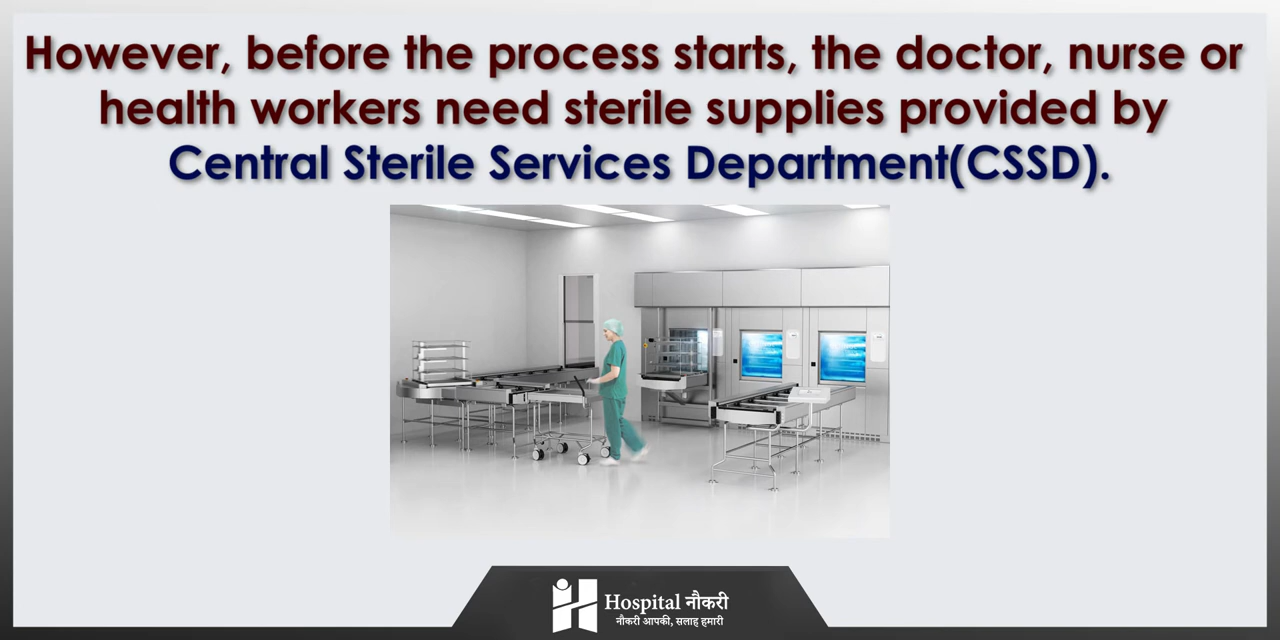 However, before the process starts, the doctor, nurse or
health workers need sterile supplies provided by
Central Sterile Services Department(CSSD).
Hospital नौकरी
नौकरी आपकी, सलाह हमारी